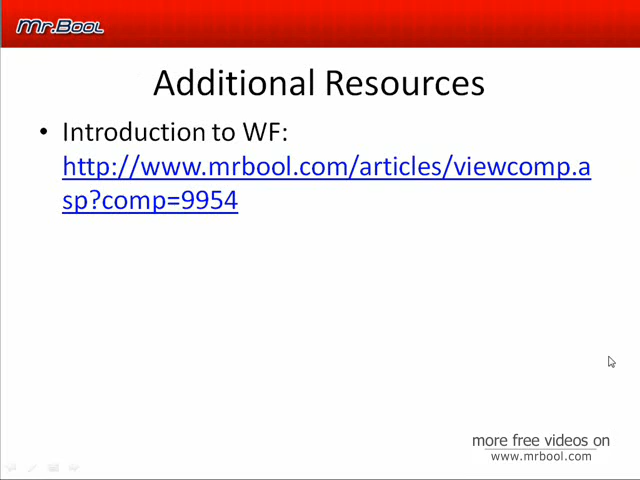 Mr.Bool
Additional Resources
• Introduction to WF:
http://www.mrbool.com/articles/viewcomp.a
sp?comp=9954
more free videos on
www.mrbool.com